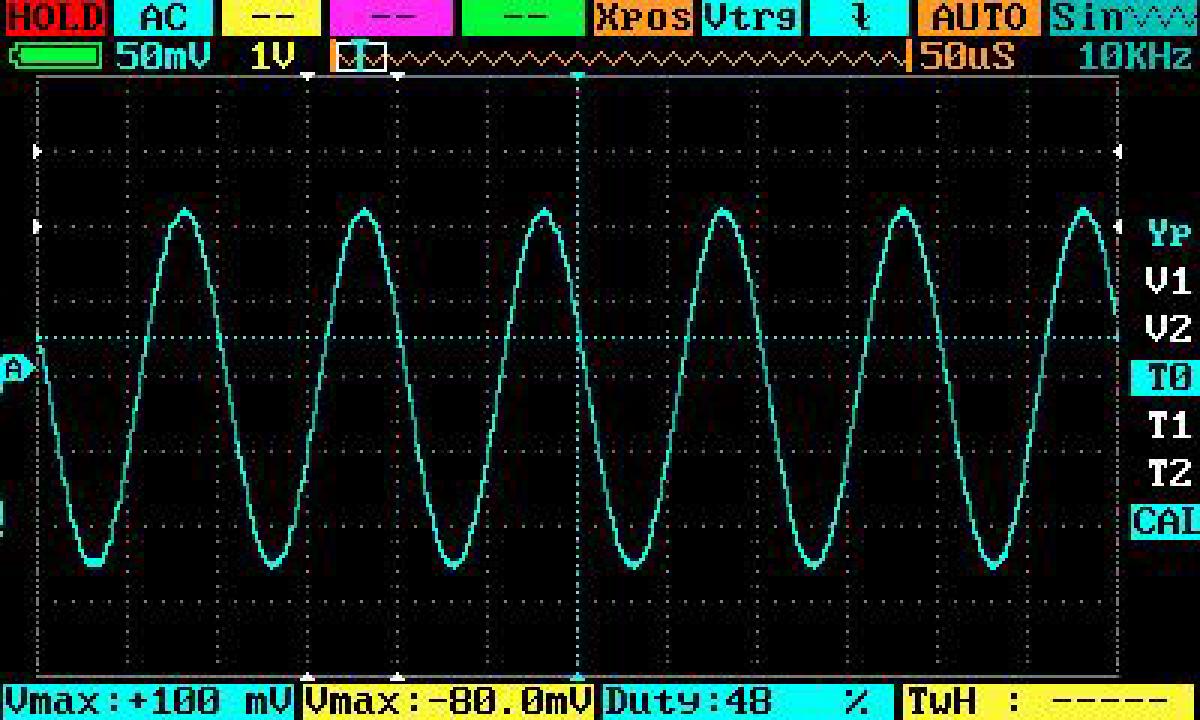 HOLD AC -- -- -- Xpos Vtrg AUTO Sin
50mV 1V 50uS 10KHz
Yp
V1
V2
A T0
T1
T2
CAL
Vmax:+100 mV Vmax:-80.0mV Duty:48 % TwH : -----